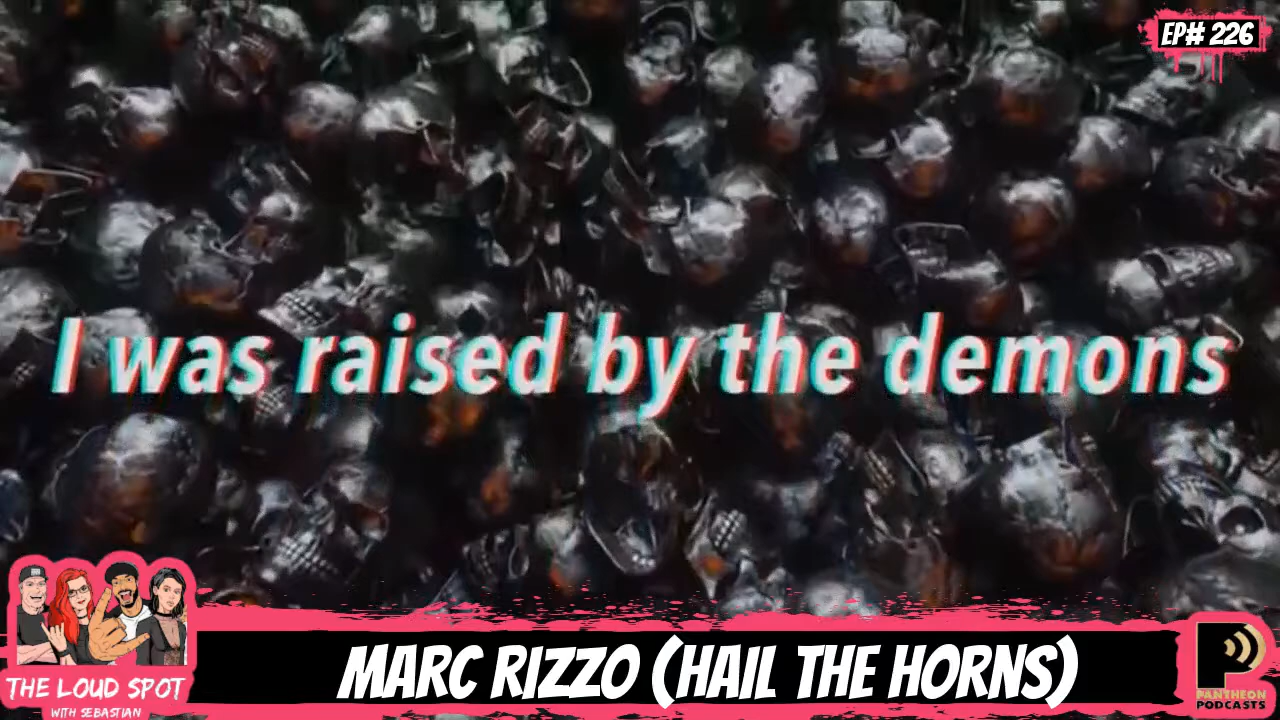 EP# 226
I was raised by the demons
MARC RIZZO (HAIL THE HORNS)
THE LOUD SPOT
WITH SEBASTIAN
PANTHEON
PODCASTS